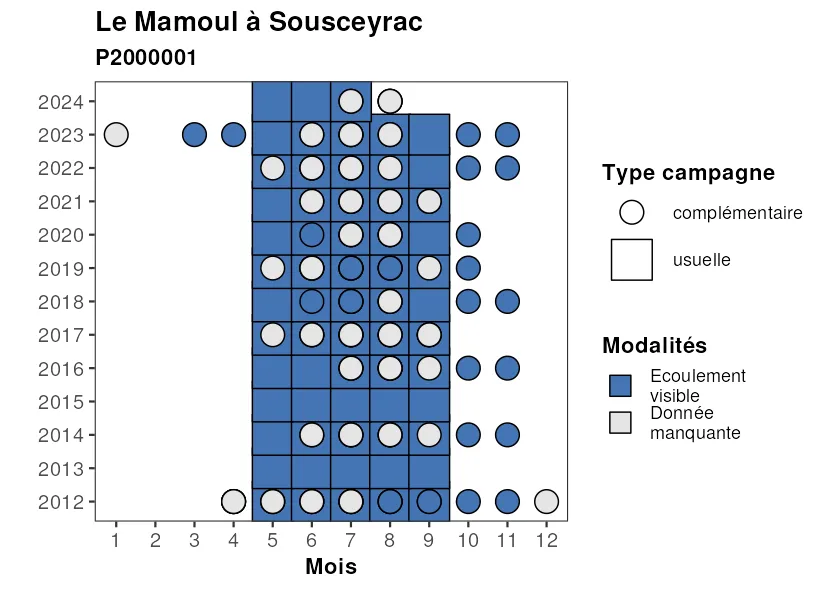 Le Mamoul à Sousceyrac
P2000001
2024
2023
2022
2021
2020
2019
2018
2017
2016
2015
2014
2013
2012
1 2 3 4 5 6 7 8 9 10 11 12
Mois
Type campagne
complémentaire
usuelle
Modalités
Ecoulement
visible
Donnée
manquante